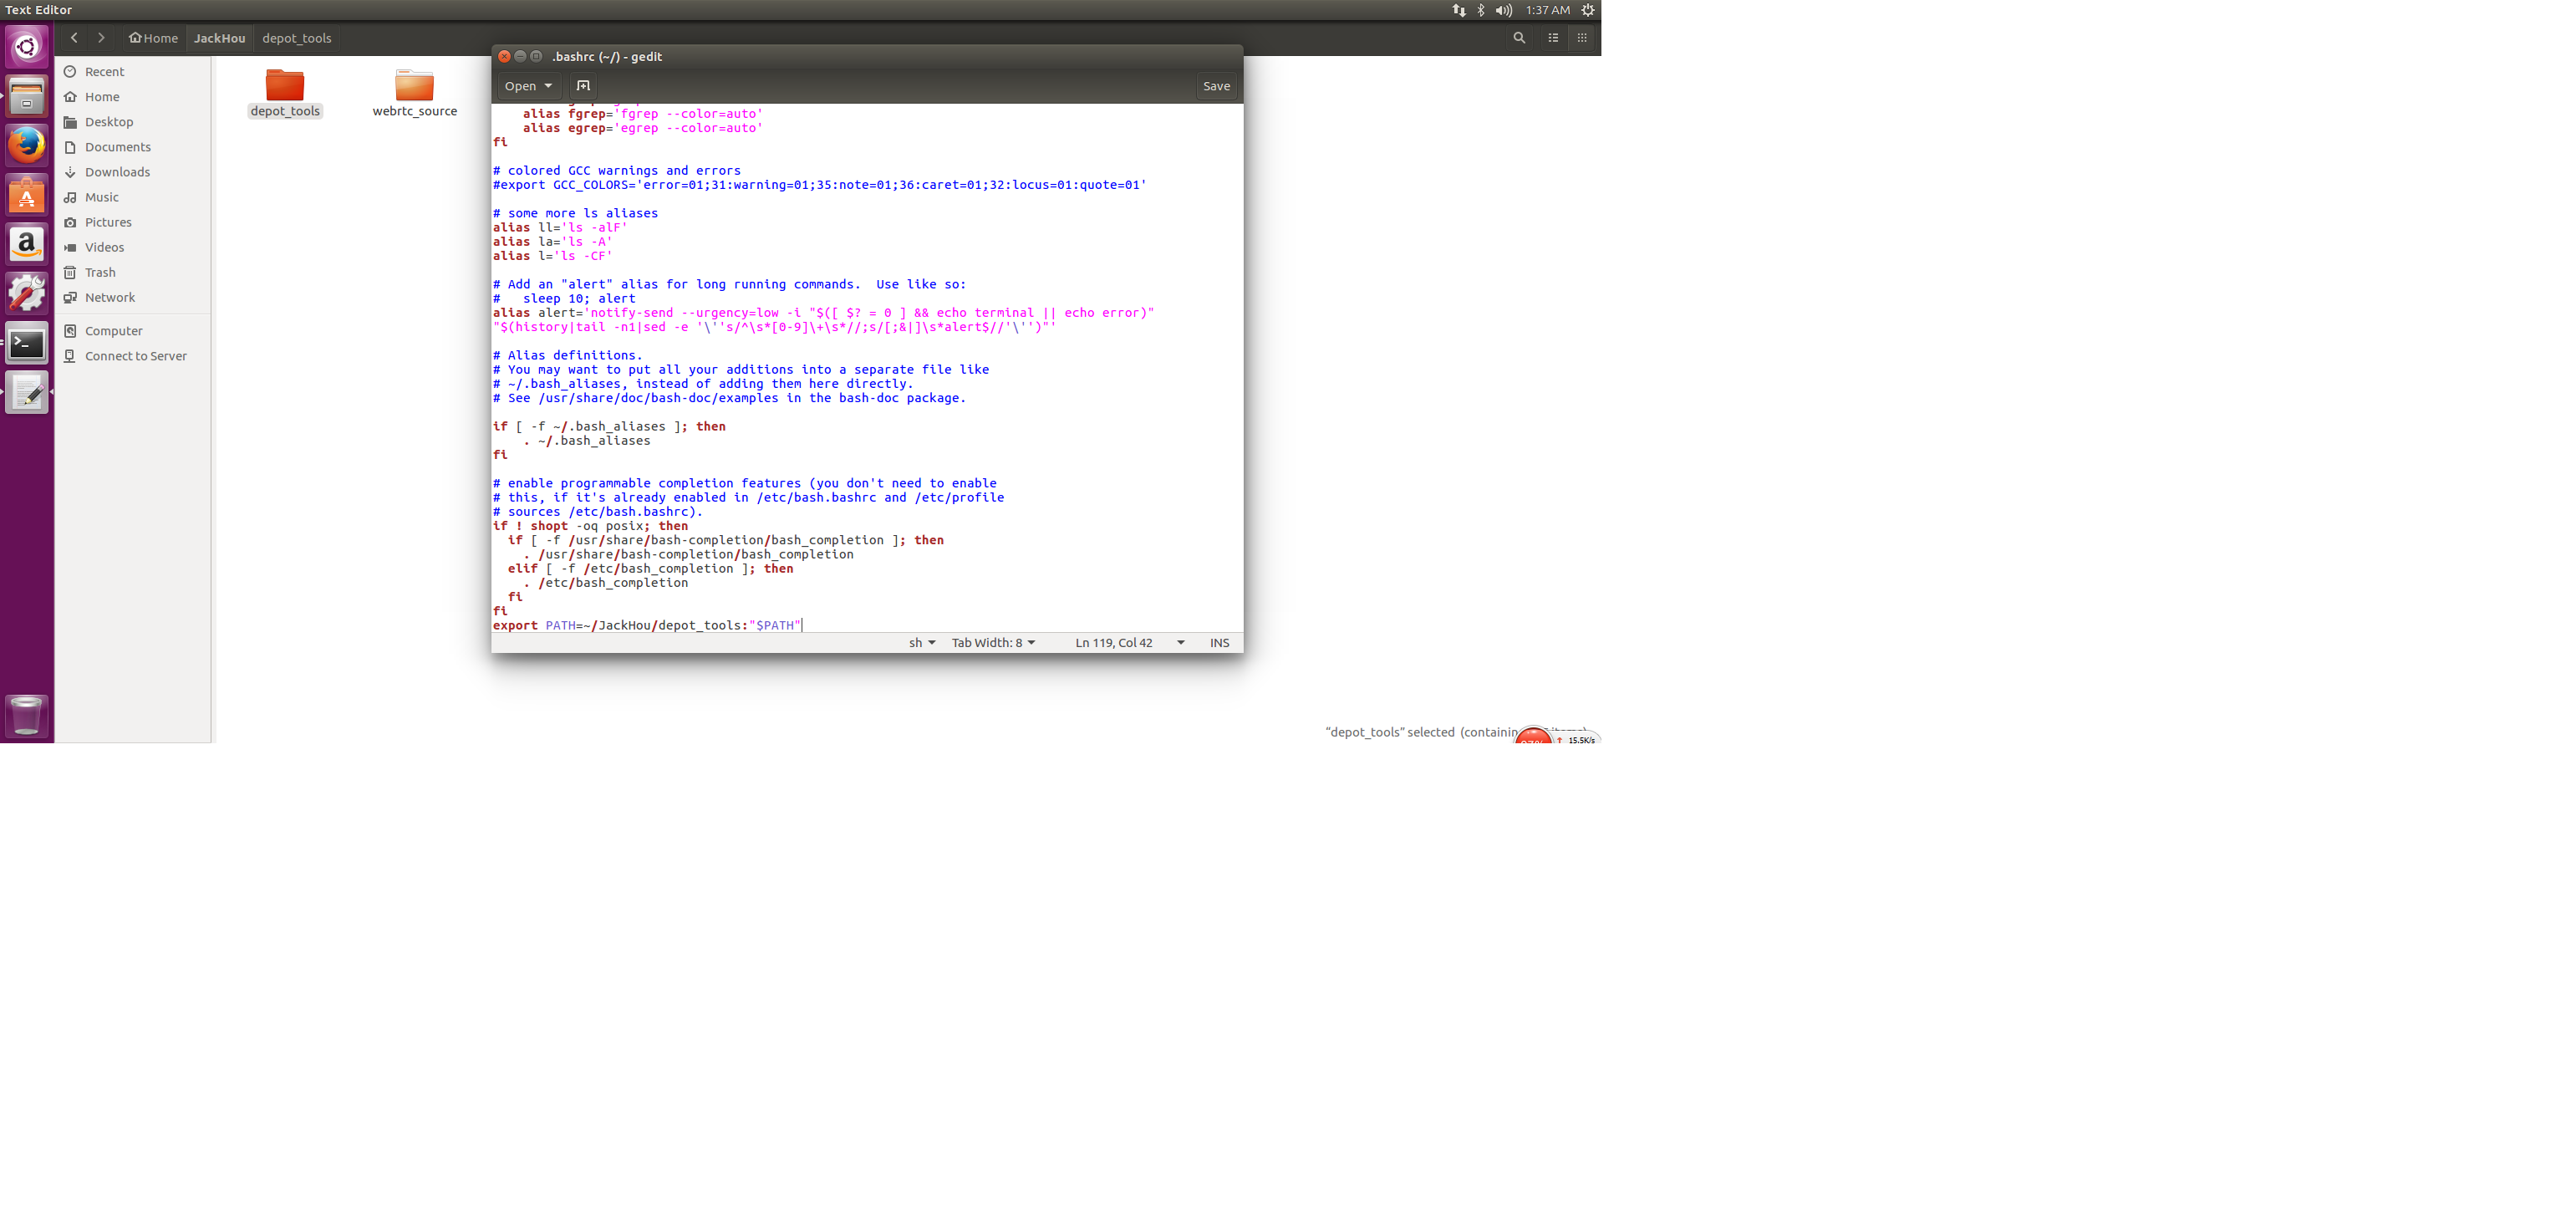 Text Editor
1:37 AM
Home
JackHou
depot_tools
Recent
Home
Desktop
Documents
Downloads
Music
Pictures
Videos
Trash
Network
Computer
Connect to Server
depot_tools
webrtc_source
.bashrc (~/) - gedit
Open
Save
    alias fgrep='fgrep --color=auto'
    alias egrep='egrep --color=auto'
fi
# colored GCC warnings and errors
#export GCC_COLORS='error=01;31:warning=01;35:note=01;36:caret=01;32:locus=01:quote=01'
# some more ls aliases
alias ll='ls -alF'
alias la='ls -A'
alias l='ls -CF'
# Add an "alert" alias for long running commands.  Use like so:
#   sleep 10; alert
alias alert='notify-send --urgency=low -i "$([ $? = 0 ] && echo terminal || echo error)"
"$(history|tail -n1|sed -e '\''s/^\s*[0-9]\+\s*//;s/[;&|]\s*alert$//'\'')"'
# Alias definitions.
# You may want to put all your additions into a separate file like
# ~/.bash_aliases, instead of adding them here directly.
# See /usr/share/doc/bash-doc/examples in the bash-doc package.
if [ -f ~/.bash_aliases ]; then
    . ~/.bash_aliases
fi
# enable programmable completion features (you don't need to enable
# this, if it's already enabled in /etc/bash.bashrc and /etc/profile
# sources /etc/bash.bashrc).
if ! shopt -oq posix; then
  if [ -f /usr/share/bash-completion/bash_completion ]; then
    . /usr/share/bash-completion/bash_completion
  elif [ -f /etc/bash_completion ]; then
    . /etc/bash_completion
  fi
fi
export PATH=~/JackHou/depot_tools:"$PATH"
sh
Tab Width: 8
Ln 119, Col 42
INS
"depot_tools" selected (containin
15.5K/s